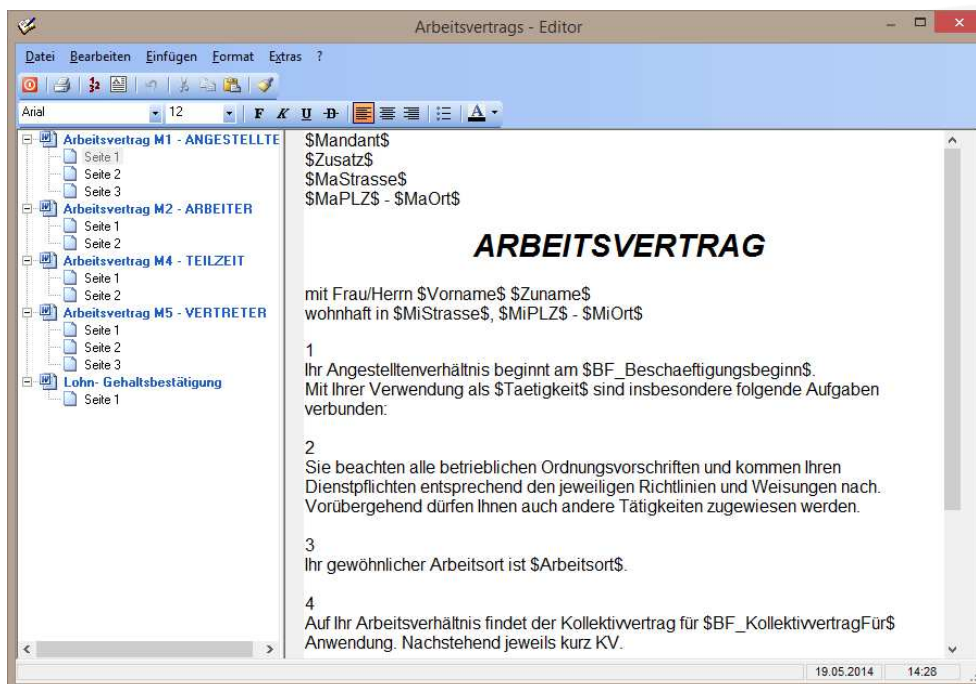 Arbeitsvertrags - Editor
Datei Bearbeiten Einfügen Format Extras ?
Arial 12 F K U D A
Arbeitsvertrag M1 - ANGESTELLTE
Seite 1
Seite 2
Seite 3
Arbeitsvertrag M2 - ARBEITER
Seite 1
Seite 2
Arbeitsvertrag M4 - TEILZEIT
Seite 1
Seite 2
Arbeitsvertrag M5 - VERTRETER
Seite 1
Seite 2
Seite 3
Lohn- Gehaltsbestätigung
Seite 1
$Mandant$
$Zusatz$
$MaStrasse$
$MaPLZ$ - $MaOrt$
ARBEITSVERTRAG
mit Frau/Herrn $Vorname$ $Zuname$
wohnhaft in $MiStrasse$, $MiPLZ$ - $MiOrt$
1
Ihr Angestelltenverhältnis beginnt am $BF_Beschaeftigungsbeginn$.
Mit Ihrer Verwendung als $Taetigkeit$ sind insbesondere folgende Aufgaben
verbunden:
2
Sie beachten alle betrieblichen Ordnungsvorschriften und kommen Ihren
Dienstpflichten entsprechend den jeweiligen Richtlinien und Weisungen nach.
Vorübergehend dürfen Ihnen auch andere Tätigkeiten zugewiesen werden.
3
Ihr gewöhnlicher Arbeitsort ist $Arbeitsort$.
4
Auf Ihr Arbeitsverhältnis findet der Kollektivvertrag für $BF_KollektivvertragFür$
Anwendung. Nachstehend jeweils kurz KV.
19.05.2014 14:28